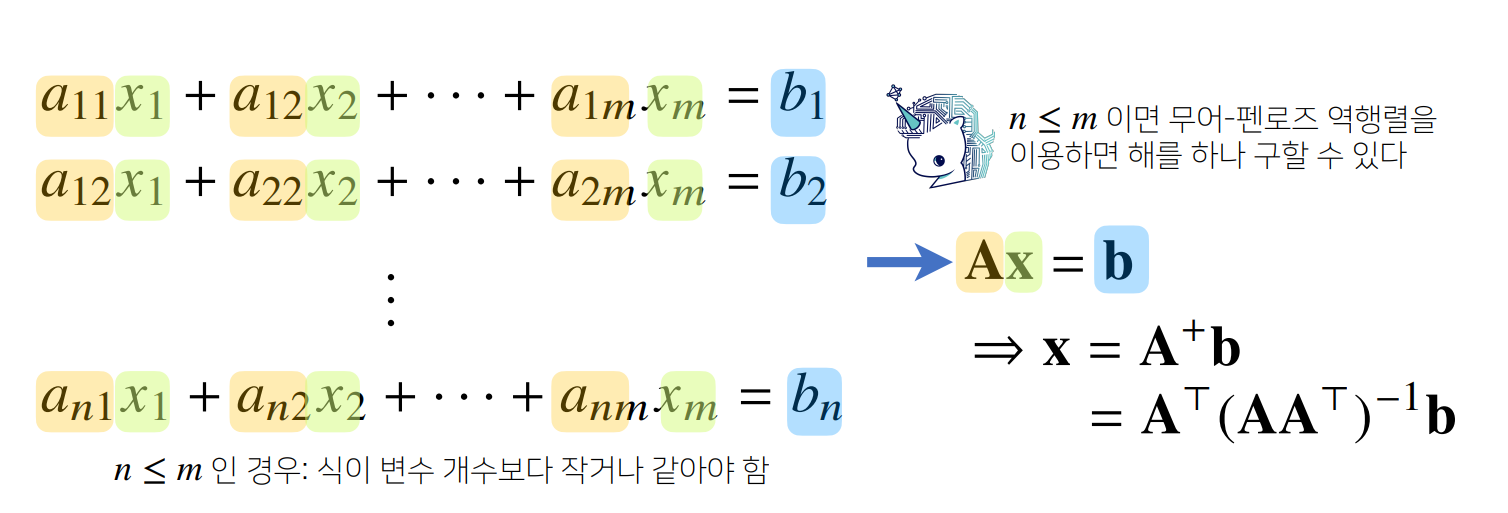 a₁₁x₁ + a₁₂x₂ + ··· + a₁ₘxₘ = b₁
a₁₂x₁ + a₂₂x₂ + ··· + a₂ₘxₘ = b₂
⋮
aₙ₁x₁ + aₙ₂x₂ + ··· + aₙₘxₘ = bₙ
n ≤ m 인 경우: 식이 변수 개수보다 작거나 같아야 함
n ≤ m 이면 무어-펜로즈 역행렬을
이용하면 해를 하나 구할 수 있다
Ax = b
⇒ x = A⁺b
= A⊤(AA⊤)⁻¹b